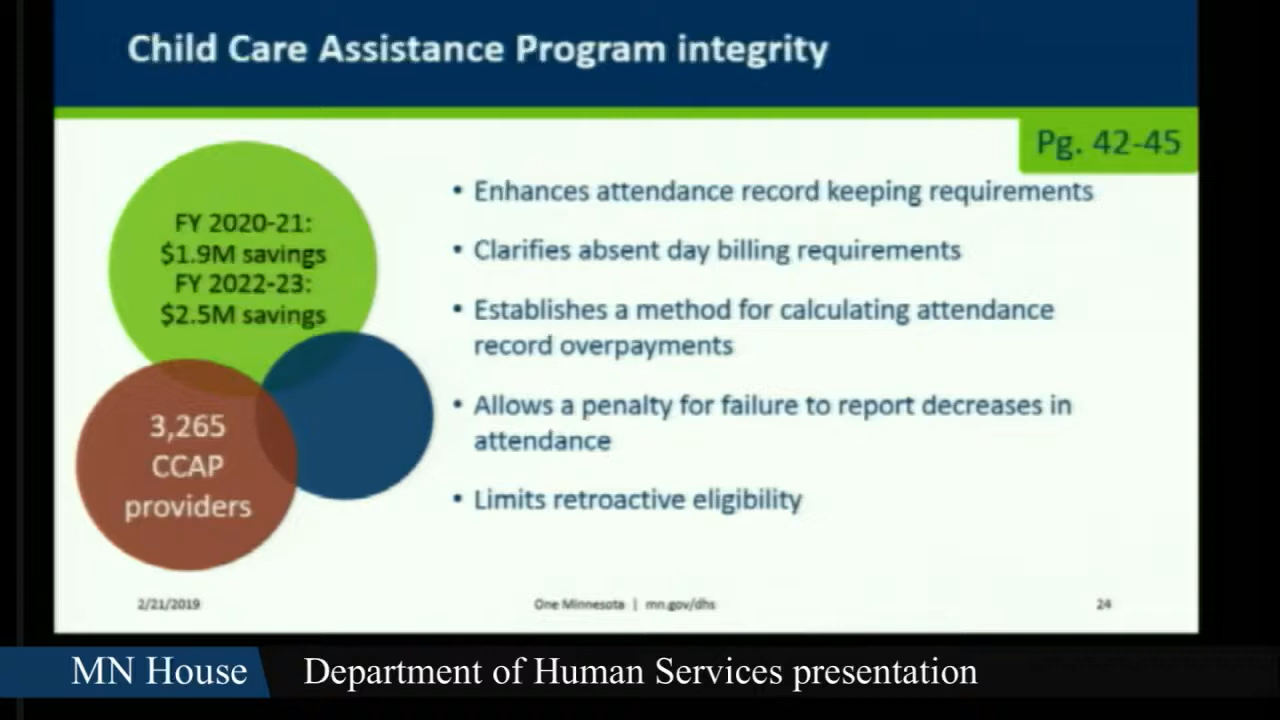 Child Care Assistance Program integrity
Pg. 42-45
FY 2020-21:
$1.9M savings
FY 2022-23:
$2.5M savings
3,265
CCAP
providers
• Enhances attendance record keeping requirements
• Clarifies absent day billing requirements
• Establishes a method for calculating attendance
record overpayments
• Allows a penalty for failure to report decreases in
attendance
• Limits retroactive eligibility
2/21/2019
One Minnesota | mn.gov/dhs
24
MN House
Department of Human Services presentation